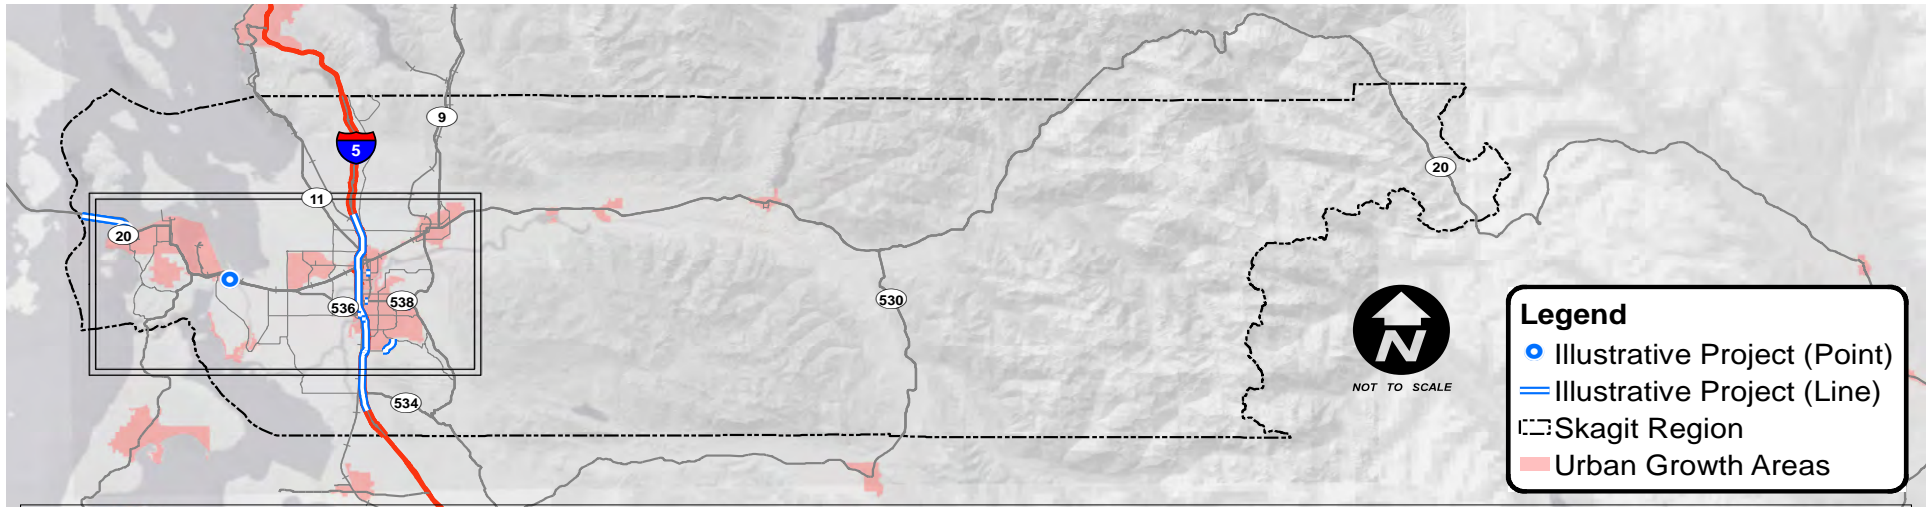 9
5
11
20
20
536
538
530
534
N
NOT TO SCALE
Legend
Illustrative Project (Point)
Illustrative Project (Line)
Skagit Region
Urban Growth Areas